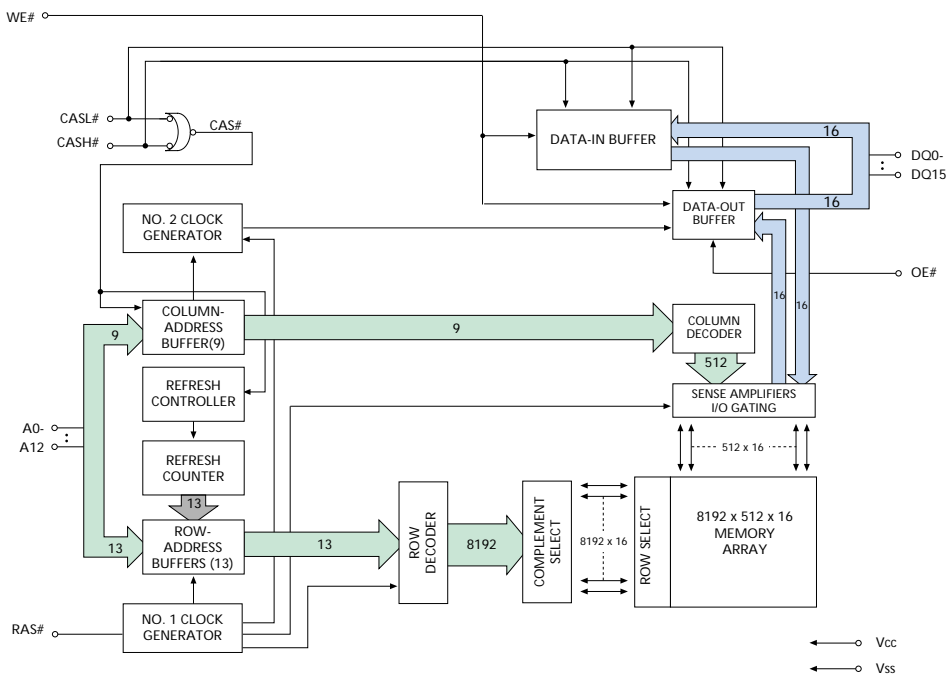 WE#
CASL#
CASH#
CAS#
DATA-IN BUFFER
16
DQ0-
DQ15
16
DATA-OUT
BUFFER
NO. 2 CLOCK
GENERATOR
OE#
16
16
COLUMN-
ADDRESS
BUFFER(9)
9
9
COLUMN
DECODER
512
REFRESH
CONTROLLER
SENSE AMPLIFIERS
I/O GATING
A0-
A12
512 x 16
REFRESH
COUNTER
13
ROW-
ADDRESS
BUFFERS (13)
13
13
ROW
DECODER
8192
COMPLEMENT
SELECT
8192 x 16
ROW SELECT
8192 x 512 x 16
MEMORY
ARRAY
RAS#
NO. 1 CLOCK
GENERATOR
Vcc
Vss